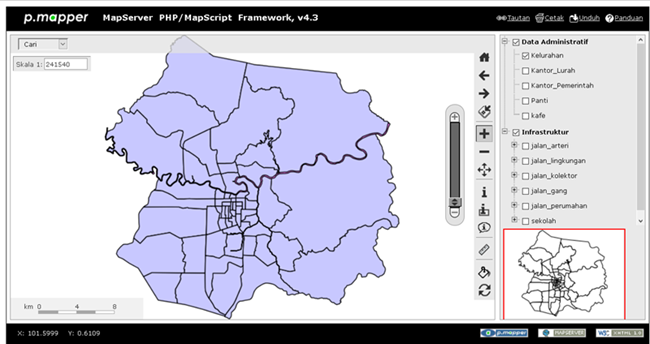 p.mapper MapServer PHP/MapScript Framework, v4.3 Tautan Cetak Unduh Panduan
Cari
Skala 1: 241540
Data Administratif
Kelurahan
Kantor_Lurah
Kantor_Pemerintah
Panti
kafe
Infrastruktur
jalan_arteri
jalan_lingkungan
jalan_kolektor
jalan_gang
jalan_perumahan
sekolah
km 0 4 8
X: 101.5999 Y: 0.6109 p.mapper MAPSERVER W3C XHTML 1.0